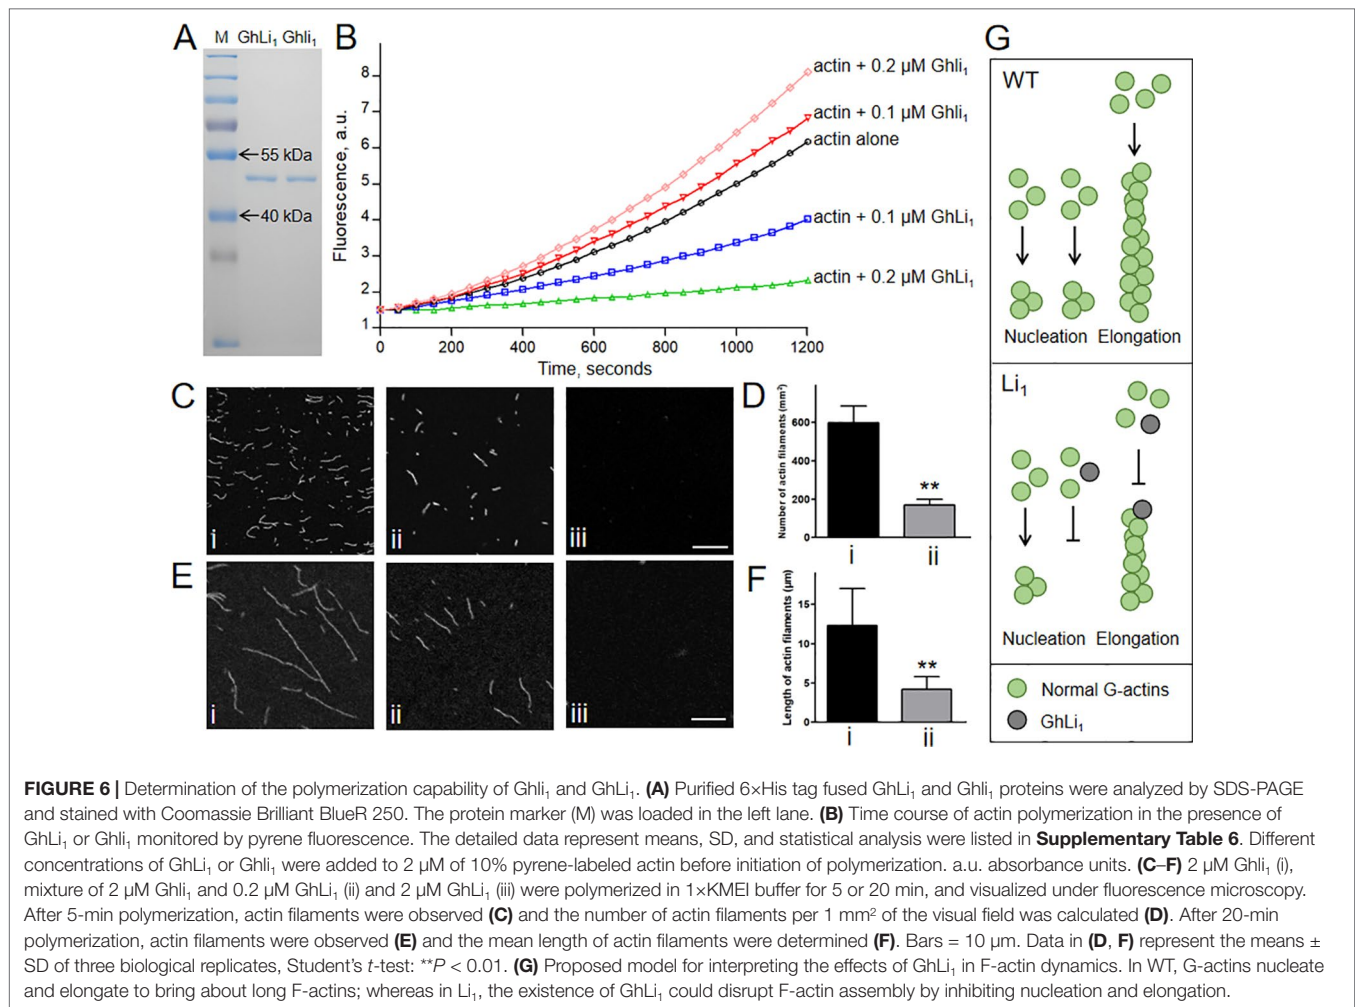 A
M GhLi₁ Ghli₁
55 kDa
40 kDa
B
Fluorescence, a.u.
8
7
6
5
4
3
2
1
0 200 400 600 800 1000 1200
Time, seconds
actin + 0.2 µM Ghli₁
actin + 0.1 µM Ghli₁
actin alone
actin + 0.1 µM GhLi₁
actin + 0.2 µM GhLi₁
C
i
ii
iii
D
Number of actin filaments (mm²)
600
400
200
0
**
i
ii
E
i
ii
iii
F
Length of actin filaments (µm)
15
10
5
0
**
i
ii
G
WT
Nucleation Elongation
Li₁
Nucleation Elongation
Normal G-actins
GhLi₁
FIGURE 6 | Determination of the polymerization capability of Ghli₁ and GhLi₁. (A) Purified 6×His tag fused GhLi₁ and Ghli₁ proteins were analyzed by SDS-PAGE
and stained with Coomassie Brilliant BlueR 250. The protein marker (M) was loaded in the left lane. (B) Time course of actin polymerization in the presence of
GhLi₁ or Ghli₁ monitored by pyrene fluorescence. The detailed data represent means, SD, and statistical analysis were listed in Supplementary Table 6. Different
concentrations of GhLi₁ or Ghli₁ were added to 2 µM of 10% pyrene-labeled actin before initiation of polymerization. a.u. absorbance units. (C–F) 2 µM Ghli₁ (i),
mixture of 2 µM Ghli₁ and 0.2 µM GhLi₁ (ii) and 2 µM GhLi₁ (iii) were polymerized in 1×KMEI buffer for 5 or 20 min, and visualized under fluorescence microscopy.
After 5-min polymerization, actin filaments were observed (C) and the number of actin filaments per 1 mm² of the visual field was calculated (D). After 20-min
polymerization, actin filaments were observed (E) and the mean length of actin filaments were determined (F). Bars = 10 µm. Data in (D, F) represent the means ±
SD of three biological replicates, Student's t-test: **P < 0.01. (G) Proposed model for interpreting the effects of GhLi₁ in F-actin dynamics. In WT, G-actins nucleate
and elongate to bring about long F-actins; whereas in Li₁, the existence of GhLi₁ could disrupt F-actin assembly by inhibiting nucleation and elongation.